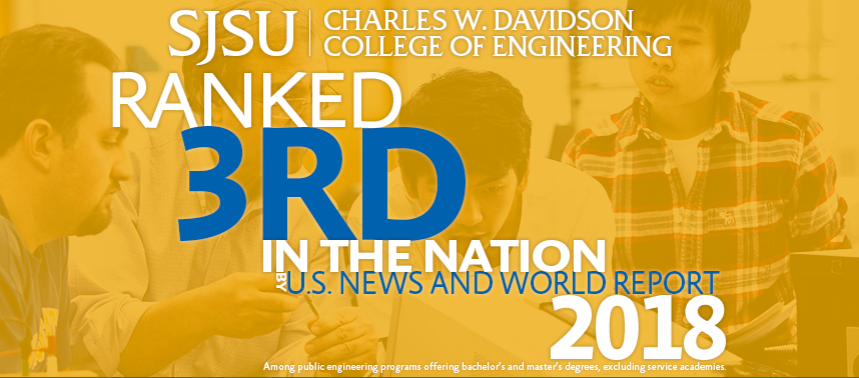 SJSU
CHARLES W. DAVIDSON
COLLEGE OF ENGINEERING
RANKED
3RD
IN THE NATION
BY U.S. NEWS AND WORLD REPORT
2018
Among public engineering programs offering bachelor's and master's degrees, excluding service academies.